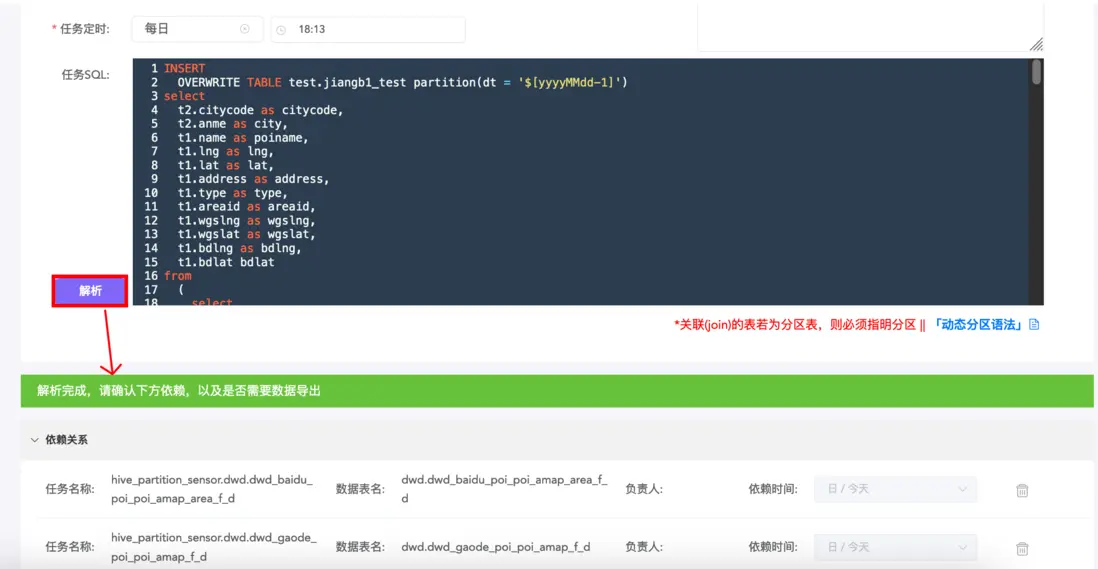 * 任务定时: 每日 18:13
任务SQL:
1 INSERT
2 OVERWRITE TABLE test.jiangb1_test partition(dt = '$[yyyyMMdd-1]')
3 select
4 t2.citycode as citycode,
5 t2.anme as city,
6 t1.name as poiname,
7 t1.lng as lng,
8 t1.lat as lat,
9 t1.address as address,
10 t1.type as type,
11 t1.areaid as areaid,
12 t1.wgslng as wgslng,
13 t1.wgslat as wgslat,
14 t1.bdlng as bdlng,
15 t1.bdlat bdlat
16 from
17 (
18 select
解析
*关联(join)的表若为分区表，则必须指明分区 || 「动态分区语法」
解析完成，请确认下方依赖，以及是否需要数据导出
依赖关系
任务名称: hive_partition_sensor.dwd.dwd_baidu_
poi_poi_amap_area_f_d
数据表名: dwd.dwd_baidu_poi_poi_amap_area_f_
d
负责人:
依赖时间: 日 / 今天
任务名称: hive_partition_sensor.dwd.dwd_gaode_
poi_poi_amap_f_d
数据表名: dwd.dwd_gaode_poi_poi_amap_f_d
负责人:
依赖时间: 日 / 今天